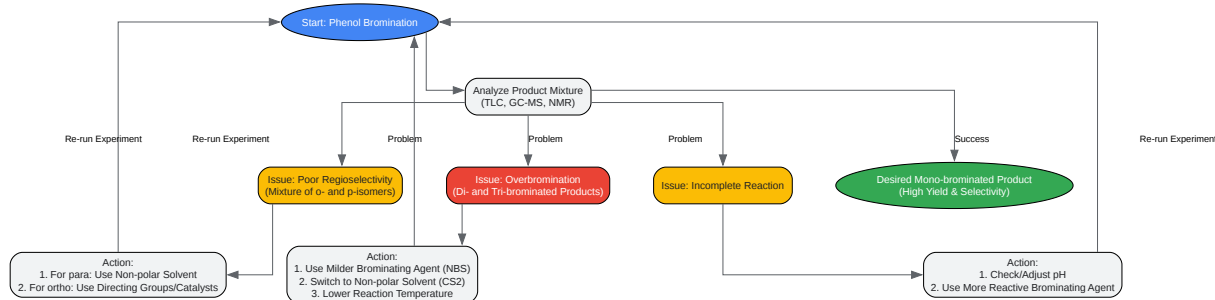 Start: Phenol Bromination
Analyze Product Mixture
(TLC, GC-MS, NMR)
Re-run Experiment
Re-run Experiment
Problem
Problem
Problem
Success
Re-run Experiment
Issue: Poor Regioselectivity
(Mixture of o- and p-isomers)
Issue: Overbromination
(Di- and Tri-brominated Products)
Issue: Incomplete Reaction
Desired Mono-brominated Product
(High Yield & Selectivity)
Action:
1. For para: Use Non-polar Solvent
2. For ortho: Use Directing Groups/Catalysts
Action:
1. Use Milder Brominating Agent (NBS)
2. Switch to Non-polar Solvent (CS2)
3. Lower Reaction Temperature
Action:
1. Check/Adjust pH
2. Use More Reactive Brominating Agent